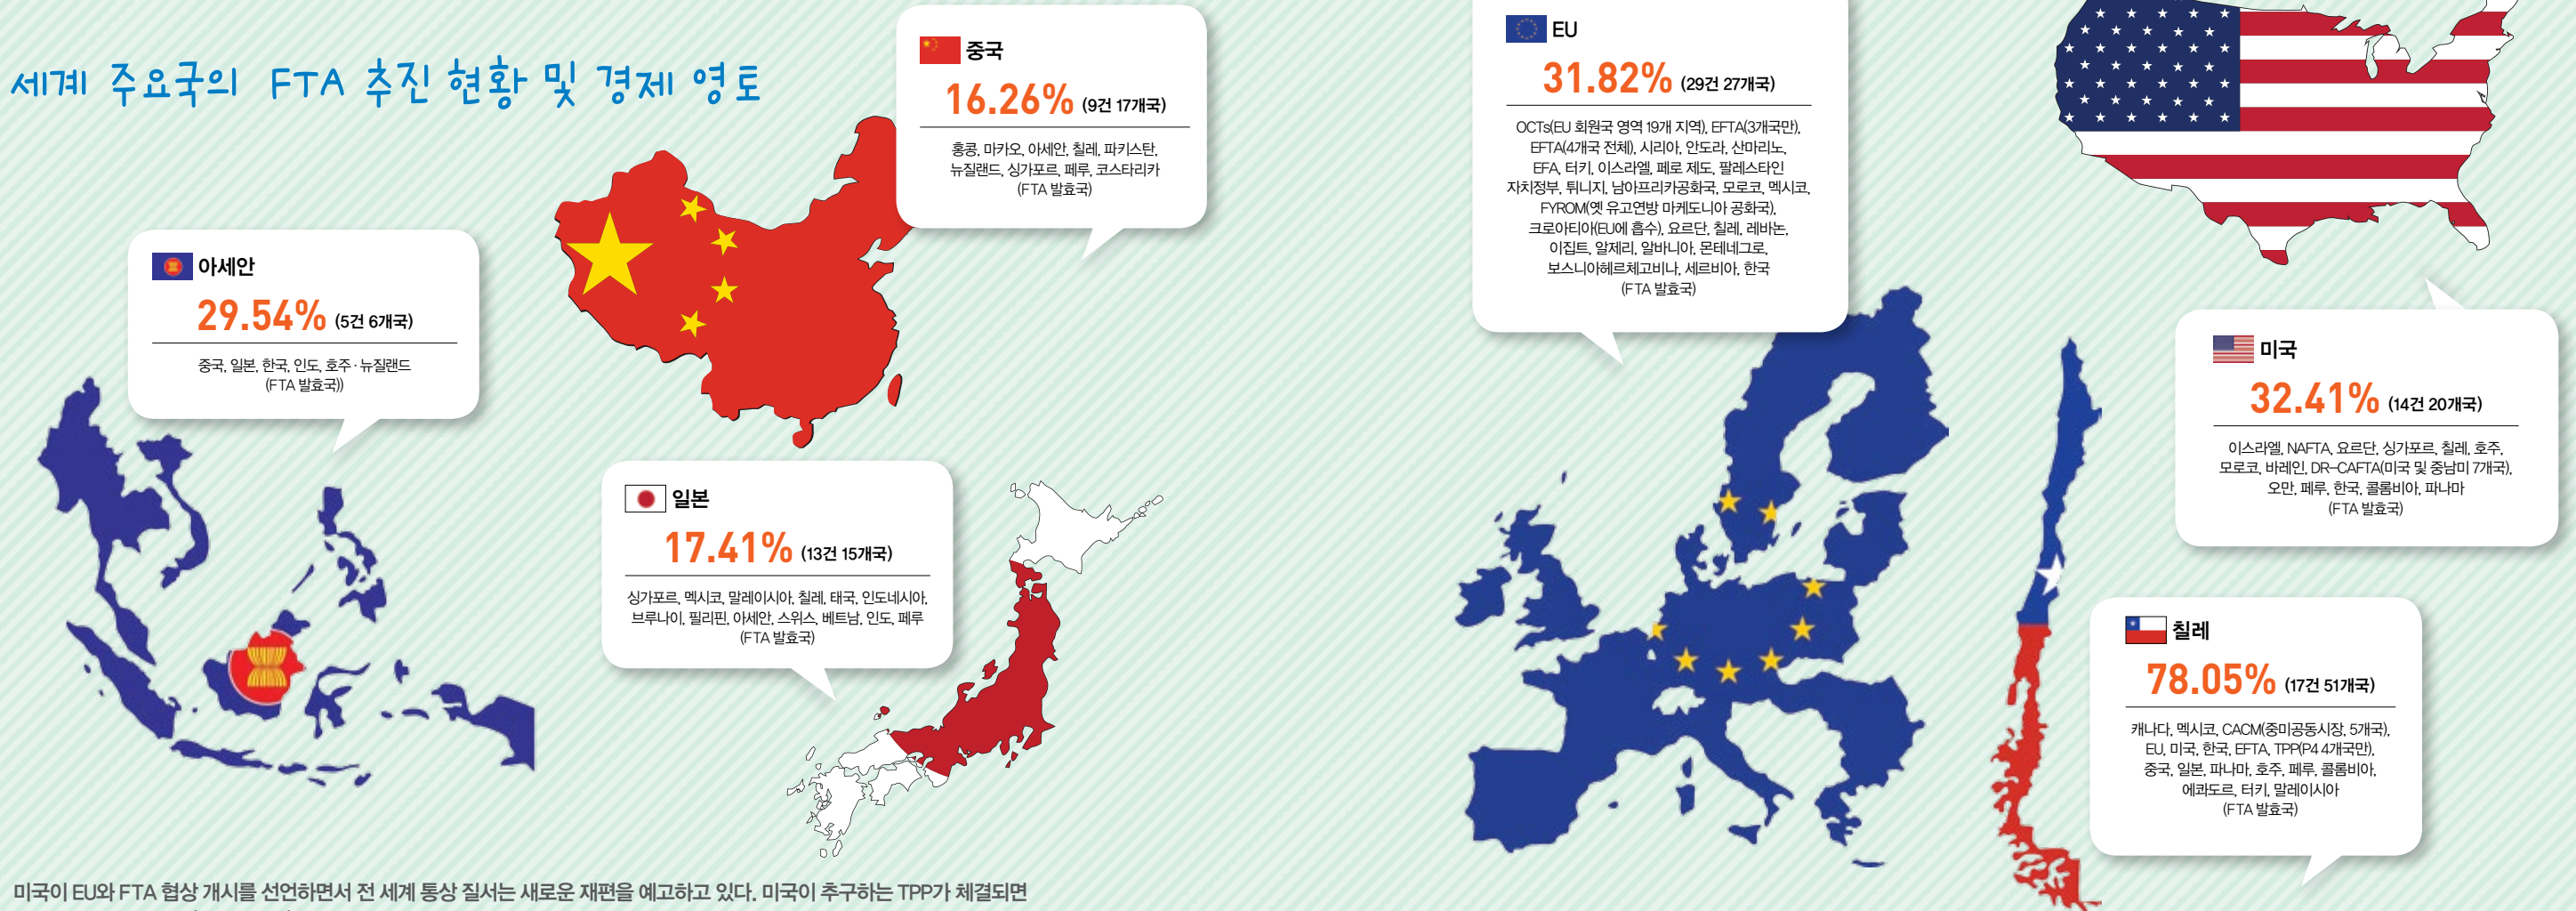 세계 주요국의 FTA 추진 현황 및 경제 영토
중국
16.26% (9건 17개국)
홍콩, 마카오, 아세안, 칠레, 파키스탄,
뉴질랜드, 싱가포르, 페루, 코스타리카
(FTA 발효국)
아세안
29.54% (5건 6개국)
중국, 일본, 한국, 인도, 호주·뉴질랜드
(FTA 발효국))
일본
17.41% (13건 15개국)
싱가포르, 멕시코, 말레이시아, 칠레, 태국, 인도네시아,
브루나이, 필리핀, 아세안, 스위스, 베트남, 인도, 페루
(FTA 발효국)
EU
31.82% (29건 27개국)
OCTs(EU 회원국 영역 19개 지역), EFTA(3개국만),
EFTA(4개국 전체), 시리아, 안도라, 산마리노,
EFA, 터키, 이스라엘, 페로 제도, 팔레스타인
자치정부, 튀니지, 남아프리카공화국, 모로코, 멕시코,
FYROM(옛 유고연방 마케도니아 공화국),
크로아티아(EU에 흡수), 요르단, 칠레, 레바논,
이집트, 알제리, 알바니아, 몬테네그로,
보스니아헤르체고비나, 세르비아, 한국
(FTA 발효국)
미국
32.41% (14건 20개국)
이스라엘, NAFTA, 요르단, 싱가포르, 칠레, 호주,
모로코, 바레인, DR-CAFTA(미국 및 중남미 7개국),
오만, 페루, 한국, 콜롬비아, 파나마
(FTA 발효국)
칠레
78.05% (17건 51개국)
캐나다, 멕시코, CACM(중미공동시장, 5개국),
EU, 미국, 한국, EFTA, TPP(P4 4개국만),
중국, 일본, 파나마, 호주, 페루, 콜롬비아,
에콰도르, 터키, 말레이시아
(FTA 발효국)
미국이 EU와 FTA 협상 개시를 선언하면서 전 세계 통상 질서는 새로운 재편을 예고하고 있다. 미국이 추구하는 TPP가 체결되면